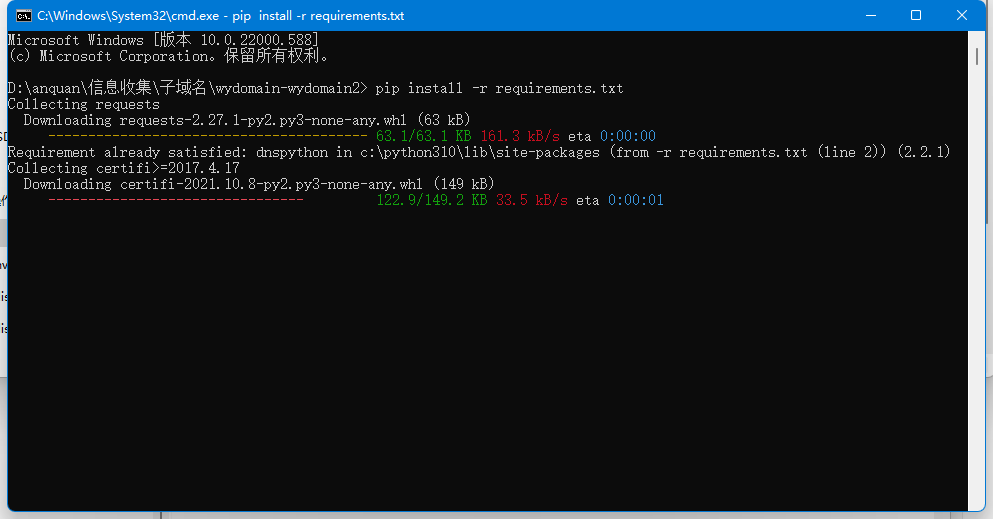 C:\Windows\System32\cmd.exe - pip  install -r requirements.txt
Microsoft Windows [版本 10.0.22000.588]
(c) Microsoft Corporation。保留所有权利。
D:\anquan\信息收集\子域名\wydomain-wydomain2> pip install -r requirements.txt
Collecting requests
Downloading requests-2.27.1-py2.py3-none-any.whl (63 kB)
---------------------------------------- 63.1/63.1 KB 161.3 kB/s eta 0:00:00
Requirement already satisfied: dnspython in c:\python310\lib\site-packages (from -r requirements.txt (line 2)) (2.2.1)
Collecting certifi>=2017.4.17
Downloading certifi-2021.10.8-py2.py3-none-any.whl (149 kB)
-------------------------------- 122.9/149.2 KB 33.5 kB/s eta 0:00:01